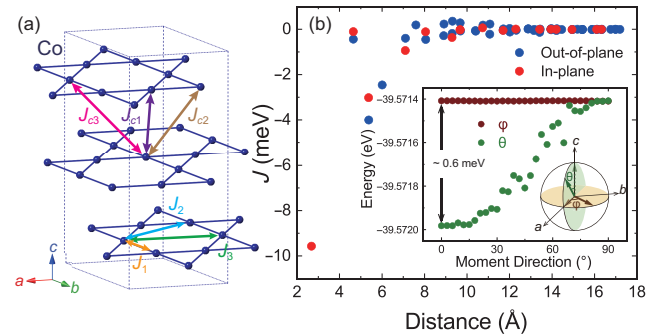 (a)
Co
J_c3
J_c1
J_c2
J_2
J_3
J_1
c
a
b
(b)
0
−2
−4
−6
−8
−10
J (meV)
Out-of-plane
In-plane
−39.5714
−39.5716
−39.5718
−39.5720
Energy (eV)
φ
θ
~ 0.6 meV
c
θ
b
φ
a
0 30 60 90
Moment Direction (°)
2 4 6 8 10 12 14 16 18
Distance (Å)